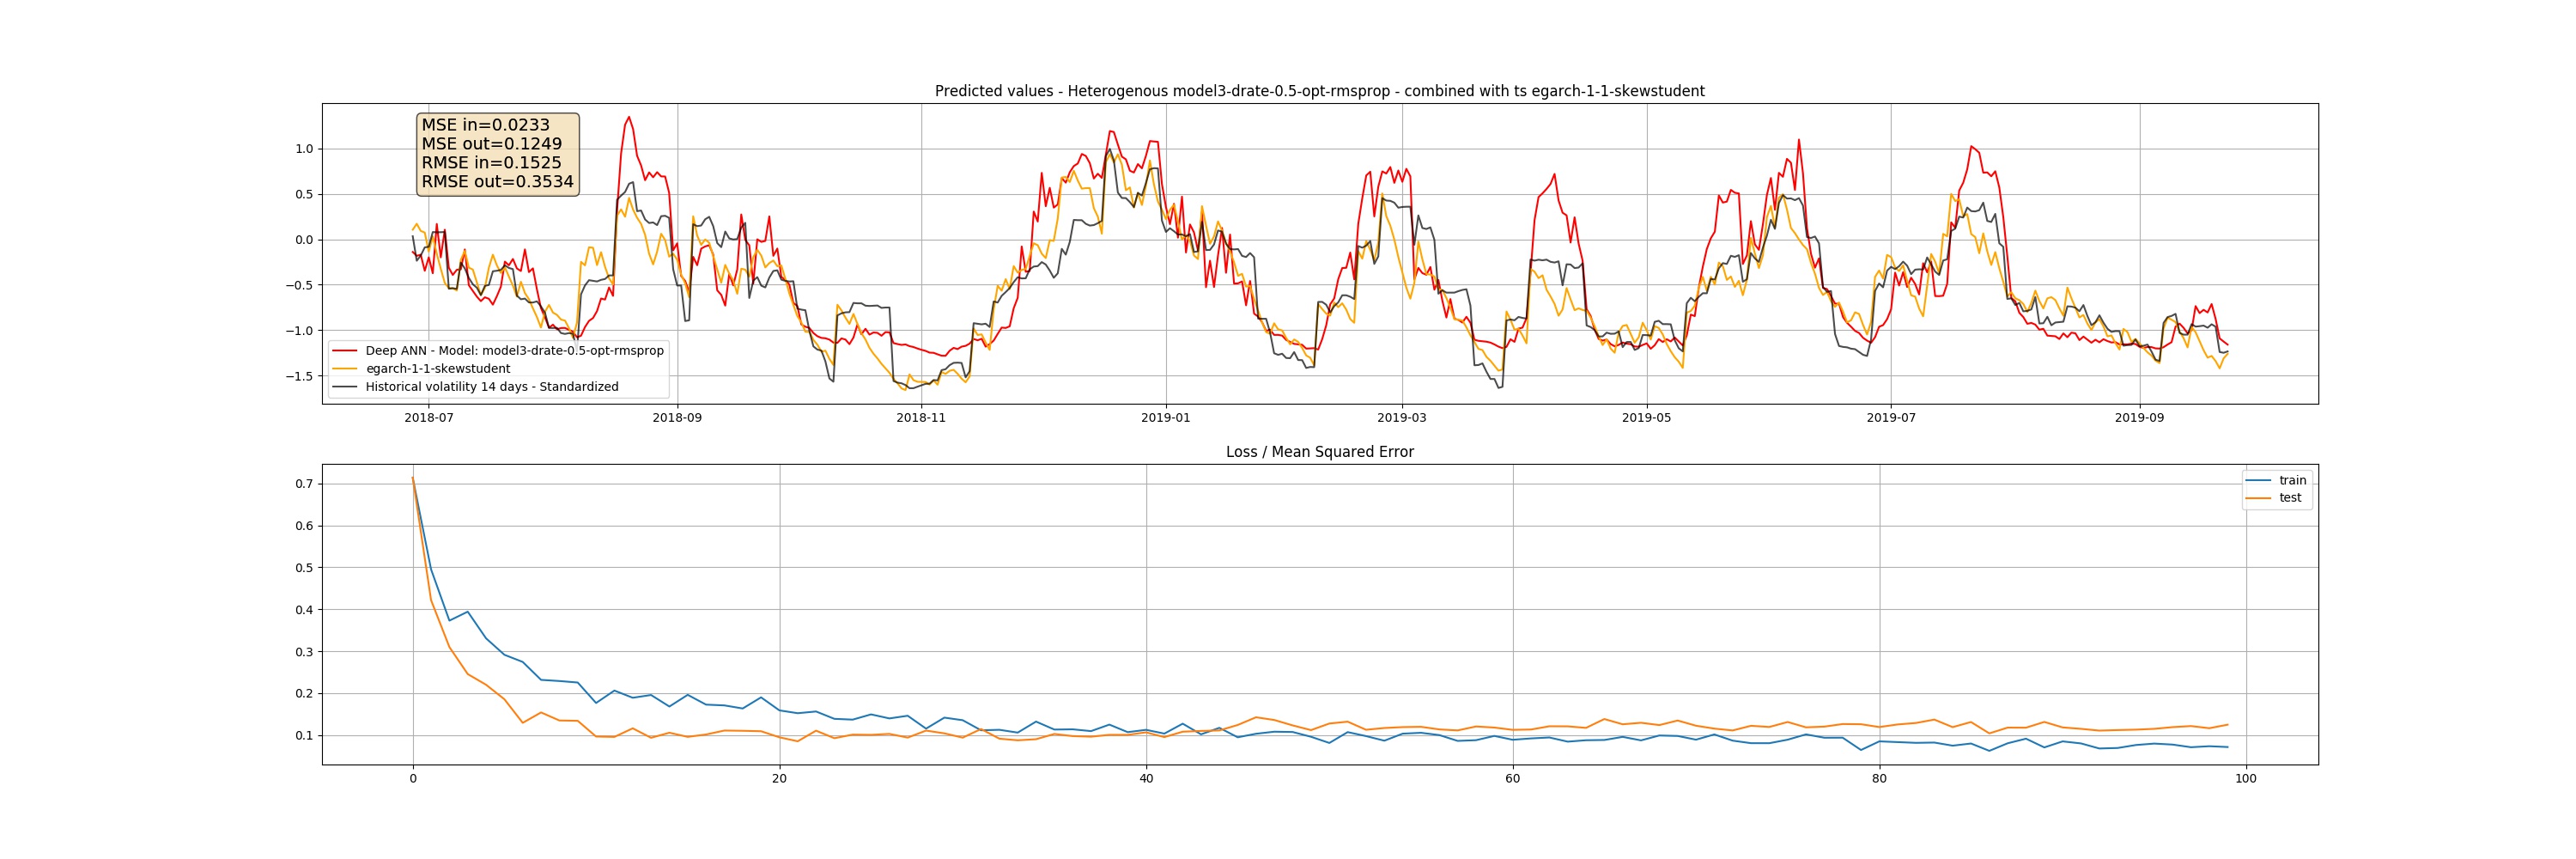 Predicted values - Heterogenous model3-drate-0.5-opt-rmsprop - combined with ts egarch-1-1-skewstudent
MSE in=0.0233
MSE out=0.1249
RMSE in=0.1525
RMSE out=0.3534
1.0
0.5
0.0
−0.5
−1.0
−1.5
Deep ANN - Model: model3-drate-0.5-opt-rmsprop
egarch-1-1-skewstudent
Historical volatility 14 days - Standardized
2018-07 2018-09 2018-11 2019-01 2019-03 2019-05 2019-07 2019-09
Loss / Mean Squared Error
0.7
0.6
0.5
0.4
0.3
0.2
0.1
train
test
0 20 40 60 80 100